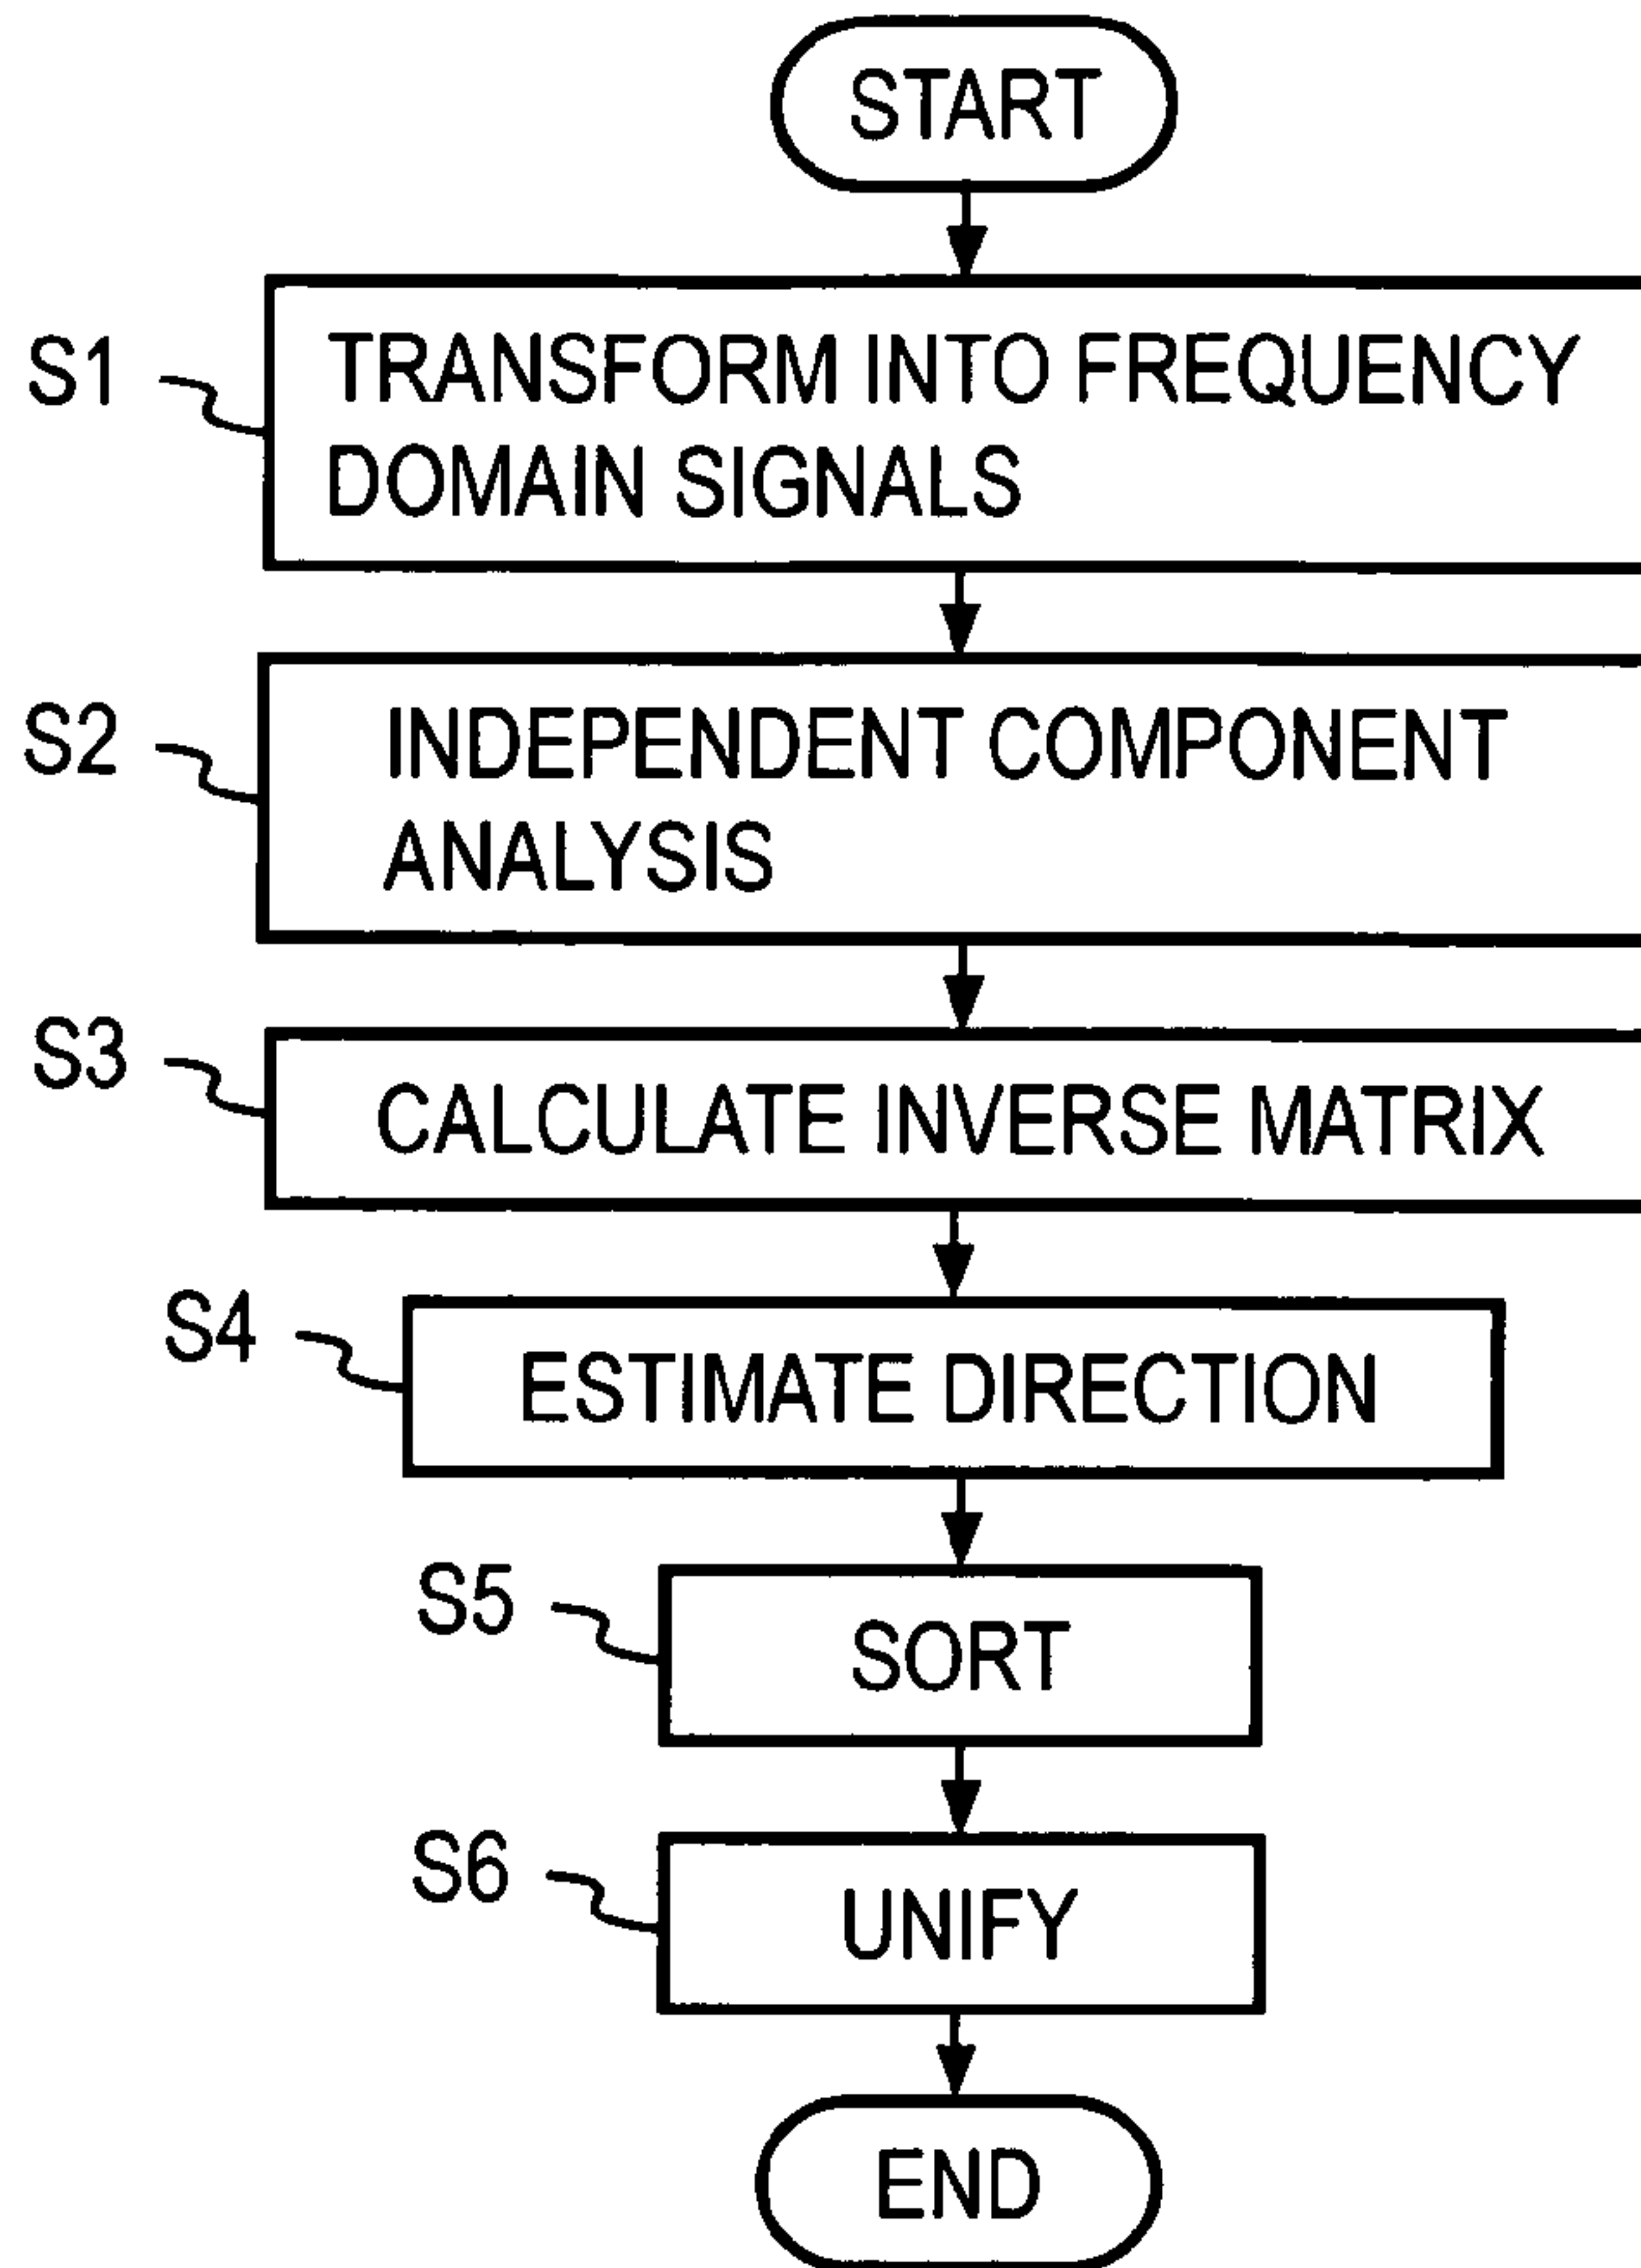 START
S1
TRANSFORM INTO FREQUENCY
DOMAIN SIGNALS
S2
INDEPENDENT COMPONENT
ANALYSIS
S3
CALCULATE INVERSE MATRIX
S4
ESTIMATE DIRECTION
S5
SORT
S6
UNIFY
END